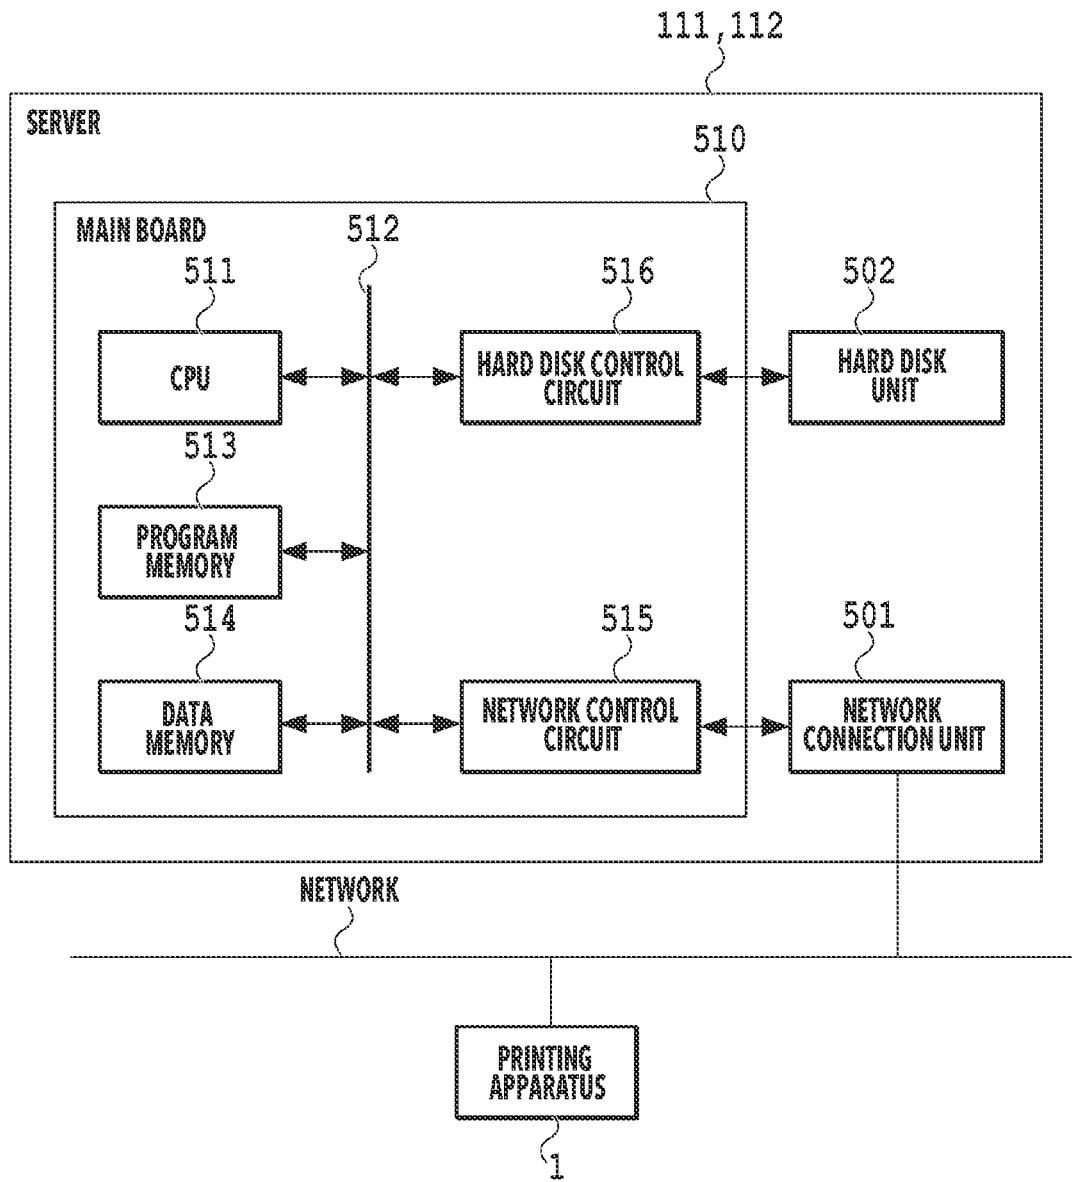 111,112
SERVER
510
MAIN BOARD
512
511
516
502
CPU
HARD DISK CONTROL
CIRCUIT
HARD DISK
UNIT
513
PROGRAM
MEMORY
514
515
501
DATA
MEMORY
NETWORK CONTROL
CIRCUIT
NETWORK
CONNECTION UNIT
NETWORK
PRINTING
APPARATUS
1